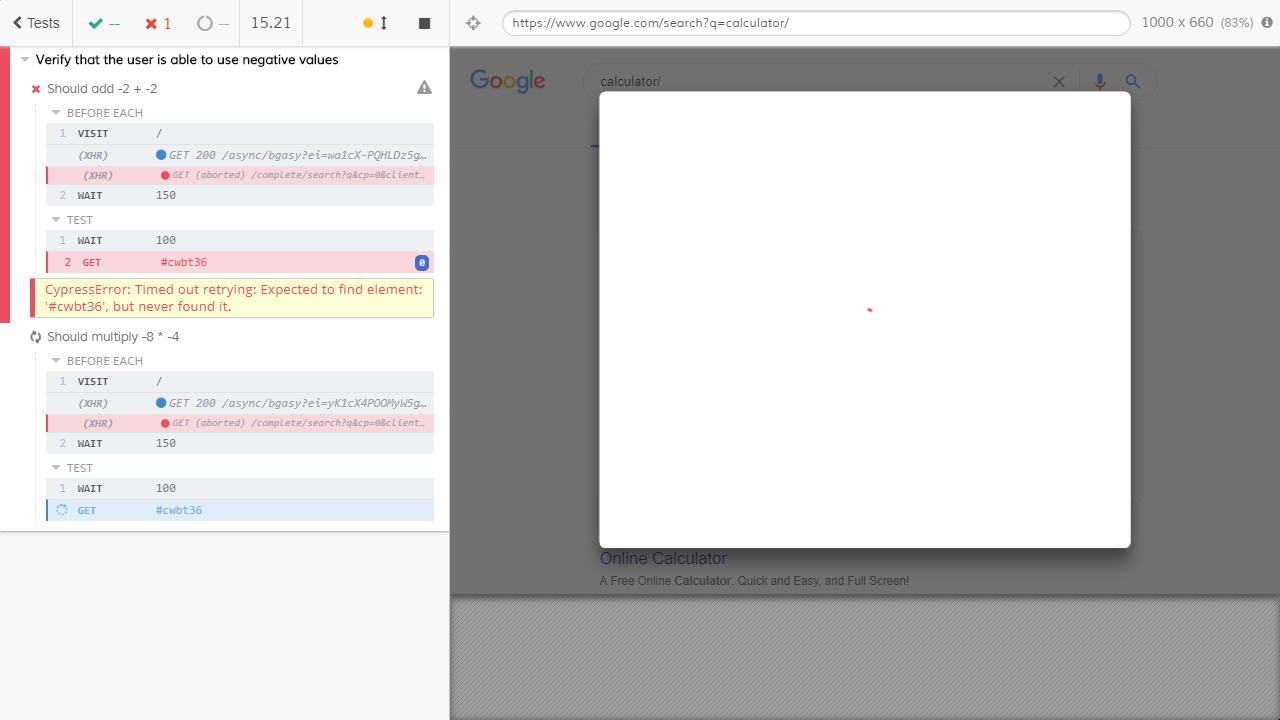 Tests
--
1
--
15.21
https://www.google.com/search?q=calculator/
1000 x 660 (83%)
Verify that the user is able to use negative values
Should add -2 + -2
BEFORE EACH
1 VISIT /
(XHR) GET 200 /async/bgasy?ei=wa1cX-PQHLDz5g…
(XHR) GET (aborted) /complete/search?q&cp=0&client…
2 WAIT 150
TEST
1 WAIT 100
2 GET #cwbt36 0
CypressError: Timed out retrying: Expected to find element:
'#cwbt36', but never found it.
Should multiply -8 * -4
BEFORE EACH
1 VISIT /
(XHR) GET 200 /async/bgasy?ei=yK1cX4POOMyW5g…
(XHR) GET (aborted) /complete/search?q&cp=0&client…
2 WAIT 150
TEST
1 WAIT 100
GET #cwbt36
Google
calculator/
Online Calculator
A Free Online Calculator, Quick and Easy, and Full Screen!